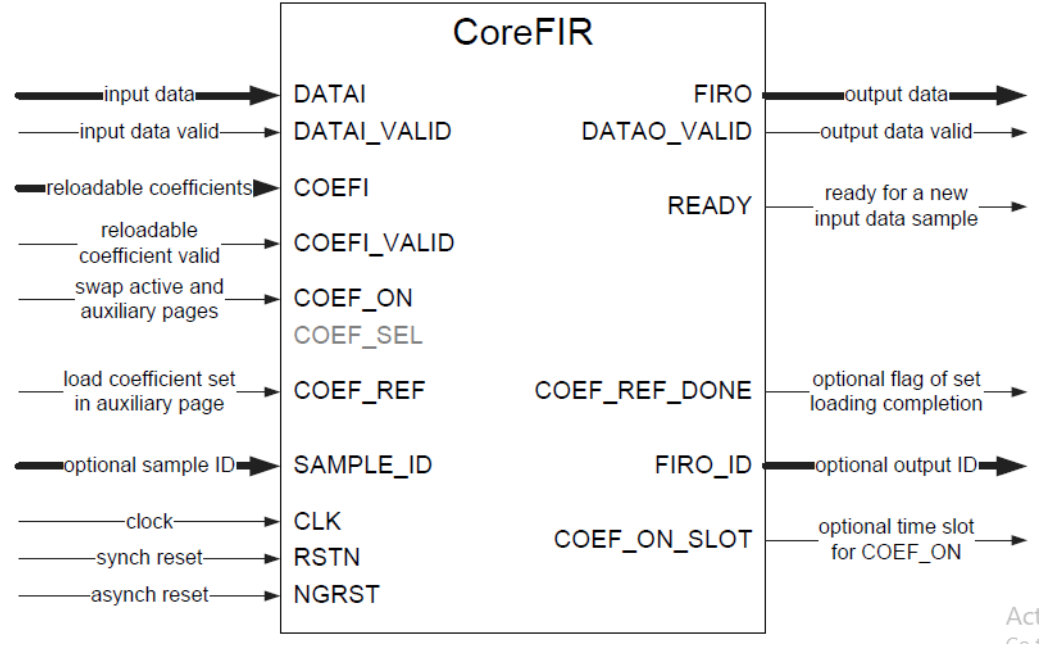 CoreFIR
input data DATAI FIRO output data
input data valid DATAI_VALID DATAO_VALID output data valid
reloadable coefficients COEFI
READY ready for a new
input data sample
reloadable
coefficient valid COEFI_VALID
swap active and
auxiliary pages COEF_ON
COEF_SEL
load coefficient set
in auxiliary page COEF_REF
COEF_REF_DONE optional flag of set
loading completion
optional sample ID SAMPLE_ID FIRO_ID optional output ID
clock CLK
COEF_ON_SLOT optional time slot
for COEF_ON
synch reset RSTN
asynch reset NGRST
Act